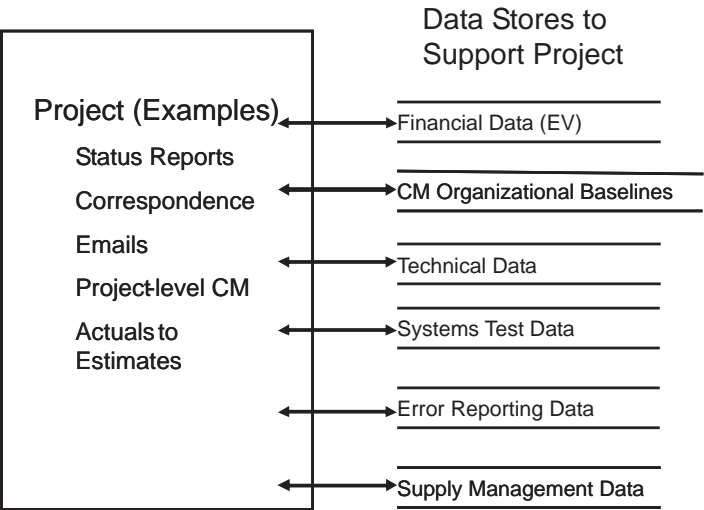 Data Stores to
Support Project
Project (Examples)
Status Reports
Correspondence
Emails
Project-level CM
Actuals to
Estimates
Financial Data (EV)
CM Organizational Baselines
Technical Data
Systems Test Data
Error Reporting Data
Supply Management Data